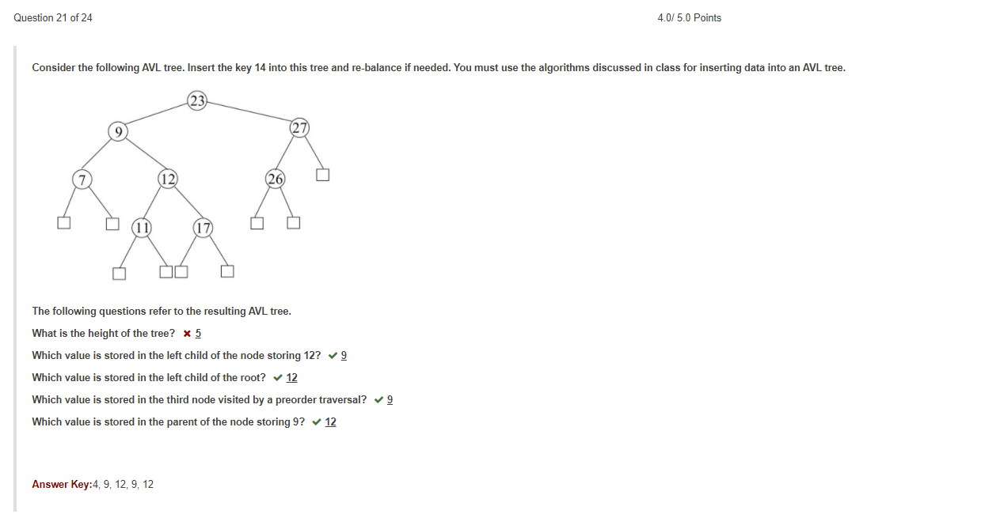 Question 21 of 24 4.0/ 5.0 Points
Consider the following AVL tree. Insert the key 14 into this tree and re-balance if needed. You must use the algorithms discussed in class for inserting data into an AVL tree.
23
9 27
7 12 26
11 17
The following questions refer to the resulting AVL tree.
What is the height of the tree? ✖ 5
Which value is stored in the left child of the node storing 12? ✔ 9
Which value is stored in the left child of the root? ✔ 12
Which value is stored in the third node visited by a preorder traversal? ✔ 9
Which value is stored in the parent of the node storing 9? ✔ 12
Answer Key:4, 9, 12, 9, 12